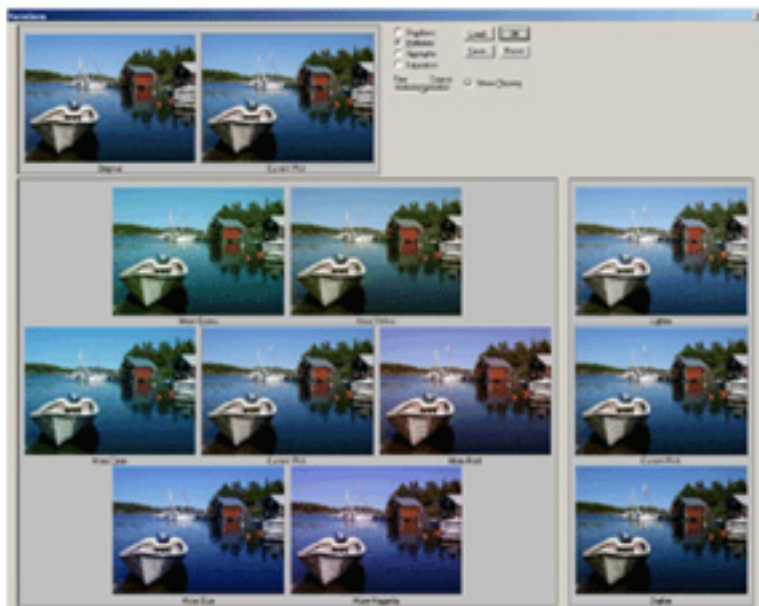 Variations
Shadows
Midtones
Highlights
Saturation
Load
OK
Save
Reset
Fine
Coarse
Show Clipping
Original
Current Pick
More Green
More Yellow
Lighter
More Cyan
Current Pick
More Red
Current Pick
More Blue
More Magenta
Darker